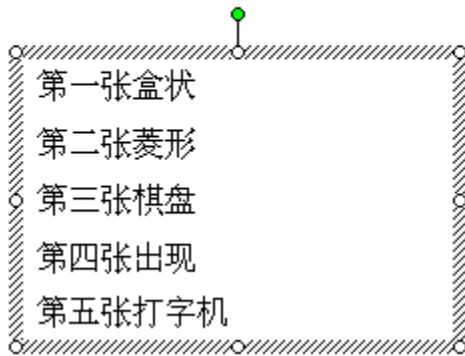 第一张盒状
第二张菱形
第三张棋盘
第四张出现
第五张打字机